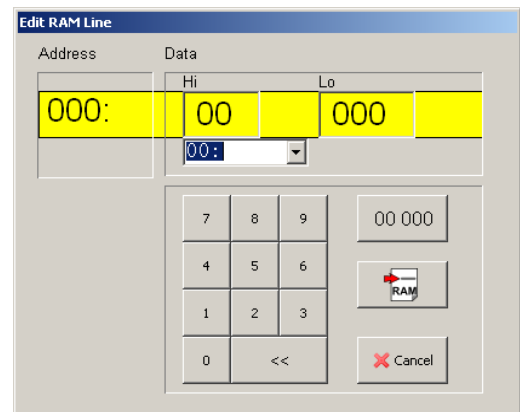 Edit RAM Line
Address Data
Hi Lo
000: 00 000
00:
7 8 9 00 000
4 5 6 RAM
1 2 3
0 << Cancel